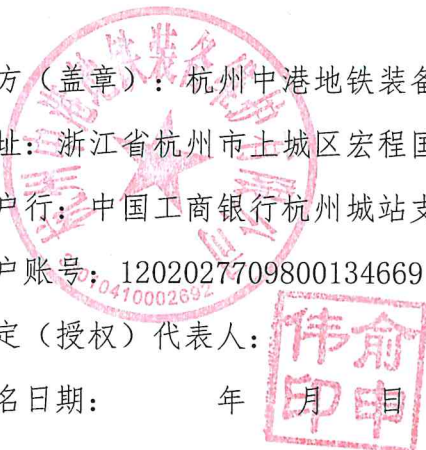 方（盖章）：杭州中港地铁装备
址：浙江省杭州市上城区宏程国
户行：中国工商银行杭州城站支
户账号：1202027709800134669
定（授权）代表人：
名日期： 年 月 日
俞申
伟印